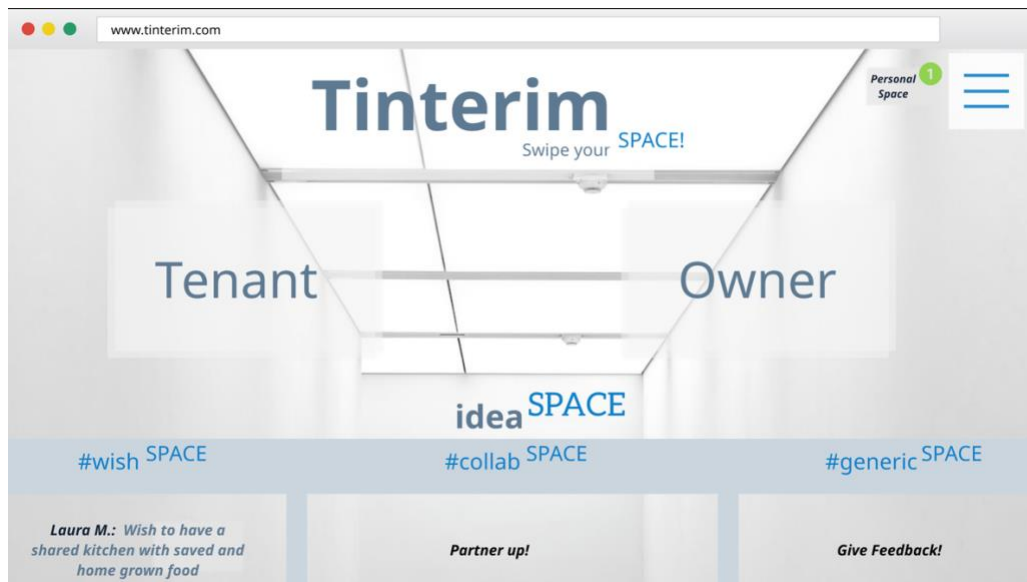 www.tinterim.com
Tinterim
Swipe your SPACE!
Personal
Space
1
Tenant
Owner
idea SPACE
#wish SPACE
#collab SPACE
#generic SPACE
Laura M.: Wish to have a
shared kitchen with saved and
home grown food
Partner up!
Give Feedback!